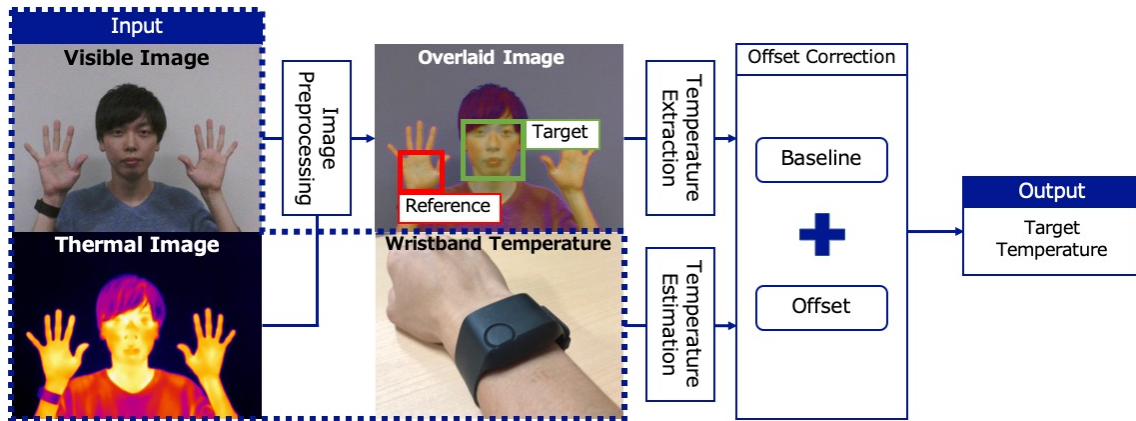 Input
Visible Image
Thermal Image
Image
Preprocessing
Overlaid Image
Target
Reference
Wristband Temperature
Temperature
Extraction
Temperature
Estimation
Offset Correction
Baseline
Offset
Output
Target
Temperature